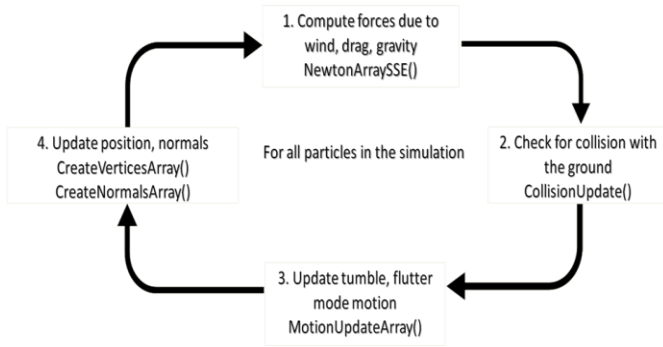 1. Compute forces due to
wind, drag, gravity
NewtonArraySSE()
4. Update position, normals
CreateVerticesArray()
CreateNormalsArray()
For all particles in the simulation
2. Check for collision with
the ground
CollisionUpdate()
3. Update tumble, flutter
mode motion
MotionUpdateArray()